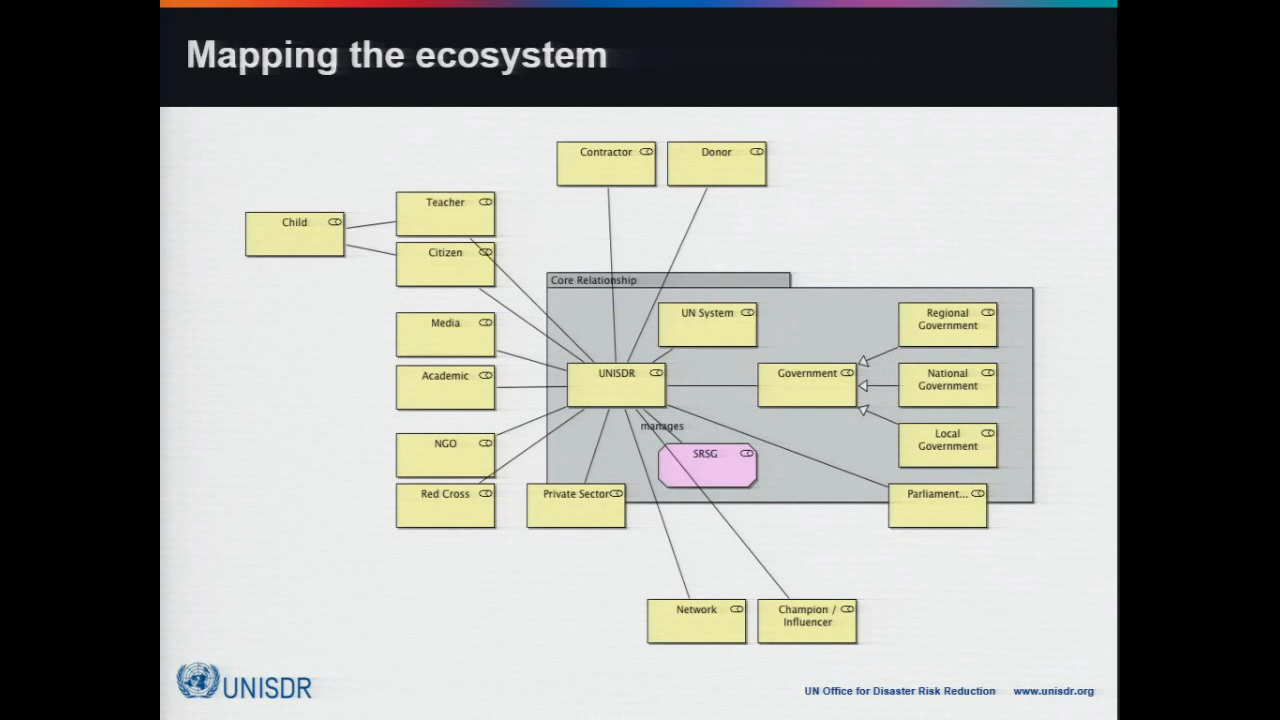 Mapping the ecosystem
Contractor
Donor
Teacher
Child
Citizen
Core Relationship
UN System
Regional
Government
Media
UNISDR
Government
National
Government
Academic
manages
Local
Government
NGO
SRSG
Red Cross
Private Sector
Parliament...
Network
Champion /
Influencer
UNISDR
UN Office for Disaster Risk Reduction www.unisdr.org